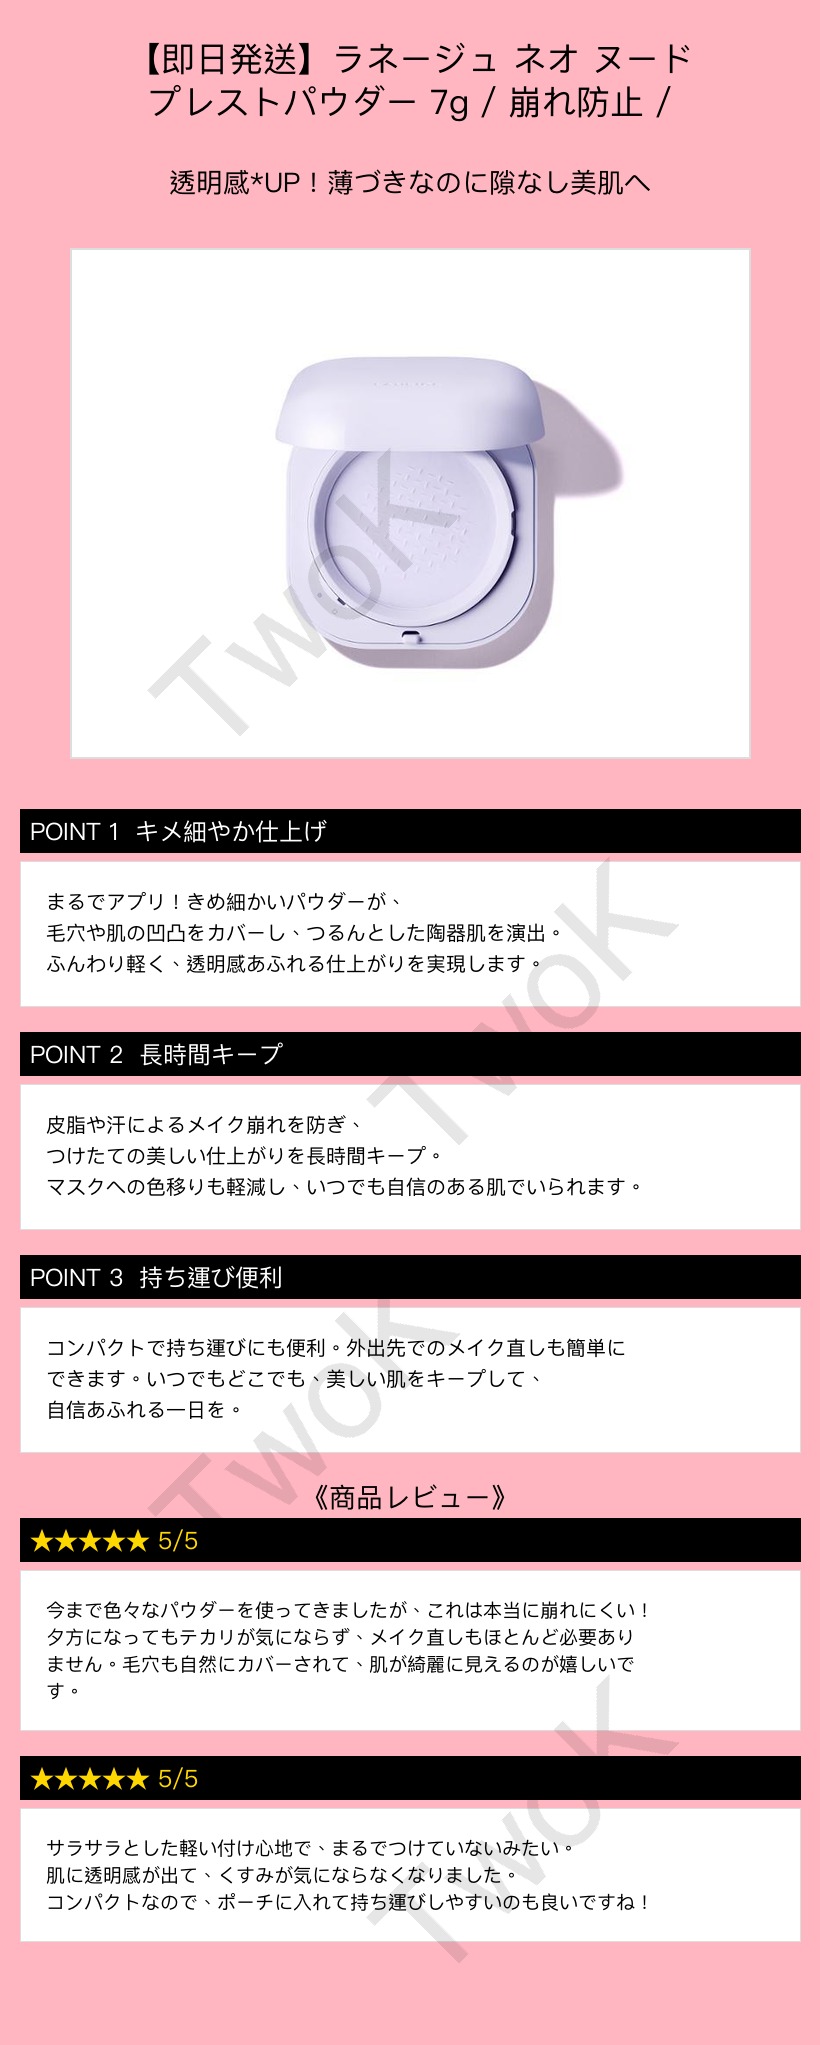 【即日発送】ラネージュ ネオ ヌード
プレストパウダー 7g / 崩れ防止 /
透明感*UP！薄づきなのに隙なし美肌へ
TwoK
POINT 1 キメ細やか仕上げ
まるでアプリ！きめ細かいパウダーが、
毛穴や肌の凹凸をカバーし、つるんとした陶器肌を演出。
ふんわり軽く、透明感あふれる仕上がりを実現します。
TwoK
POINT 2 長時間キープ
皮脂や汗によるメイク崩れを防ぎ、
つけたての美しい仕上がりを長時間キープ。
マスクへの色移りも軽減し、いつでも自信のある肌でいられます。
POINT 3 持ち運び便利
コンパクトで持ち運びにも便利。外出先でのメイク直しも簡単に
できます。いつでもどこでも、美しい肌をキープして、
自信あふれる一日を。
TwoK
《商品レビュー》
★★★★★ 5/5
今まで色々なパウダーを使ってきましたが、これは本当に崩れにくい！
夕方になってもテカリが気にならず、メイク直しもほとんど必要あり
ません。毛穴も自然にカバーされて、肌が綺麗に見えるのが嬉しいで
す。
★★★★★ 5/5
サラサラとした軽い付け心地で、まるでつけていないみたい。
肌に透明感が出て、くすみが気にならなくなりました。
コンパクトなので、ポーチに入れて持ち運びしやすいのも良いですね！
TwoK